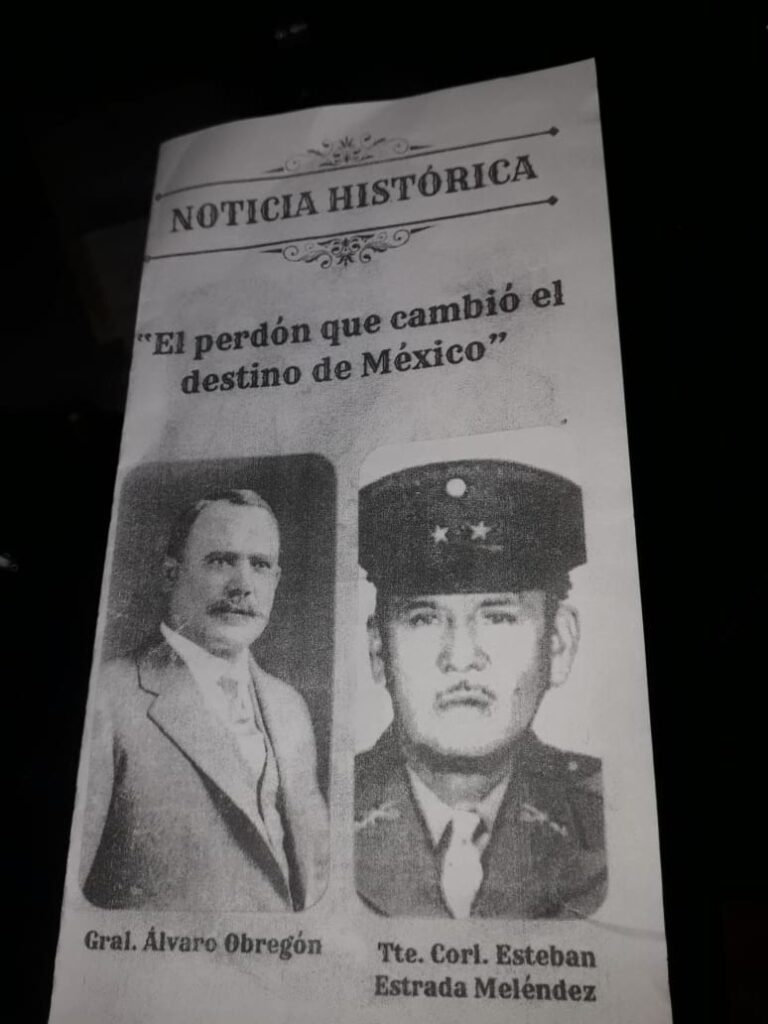 NOTICIA HISTÓRICA
"El perdón que cambió el
destino de México"
Gral. Álvaro Obregón
Tte. Corl. Esteban
Estrada Meléndez